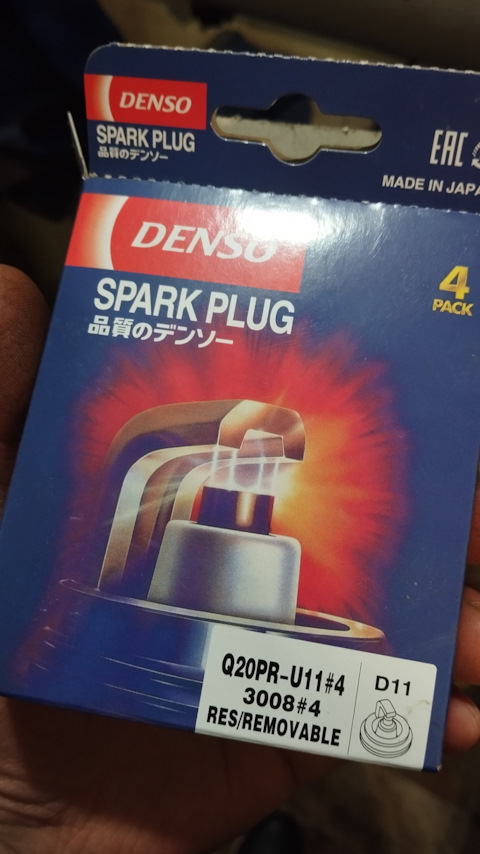 DENSO
SPARK PLUG
品質のデンソー
EAC
MADE IN JAPA
DENSO
SPARK PLUG
品質のデンソー
4
PACK
Q20PR-U11#4
3008#4
RES/REMOVABLE
D11